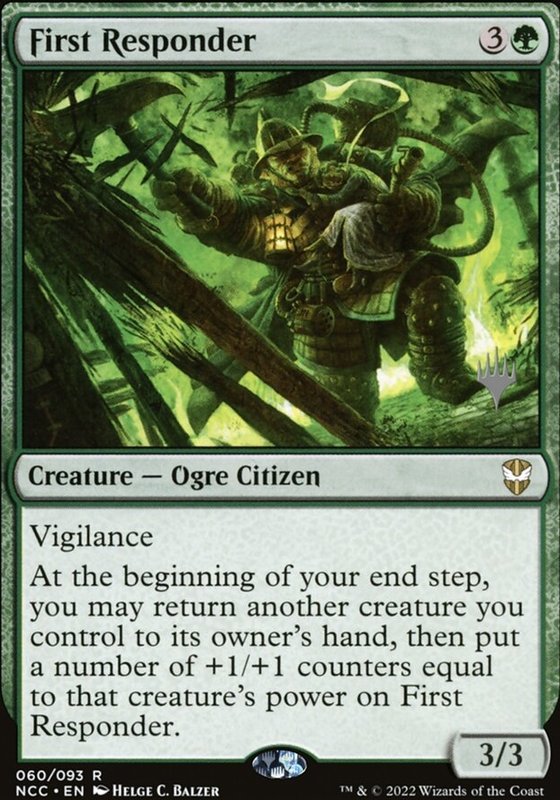 First Responder 3
Creature — Ogre Citizen
Vigilance
At the beginning of your end step,
you may return another creature you
control to its owner's hand, then put
a number of +1/+1 counters equal
to that creature's power on First
Responder.
3/3
060/093 R
NCC • EN Helge C. Balzer ™ & © 2022 Wizards of the Coast